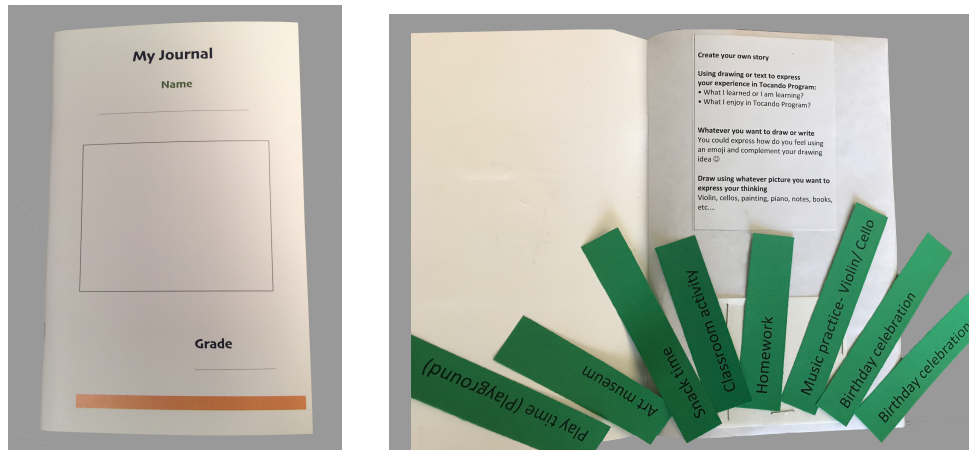 My Journal
Name
Grade
Create your own story
Using drawing or text to express
your experience in Tocando Program:
• What I learned or I am learning?
• What I enjoy in Tocando Program?
Whatever you want to draw or write
You could express how do you feel using
an emoji and complement your drawing
idea ☺
Draw using whatever picture you want to
express your thinking
Violin, cellos, painting, piano, notes, books,
etc....
Play time (Playground)
Art museum
Snack time
Classroom activity
Homework
Music practice- Violin/ Cello
Birthday celebration
Birthday celebration